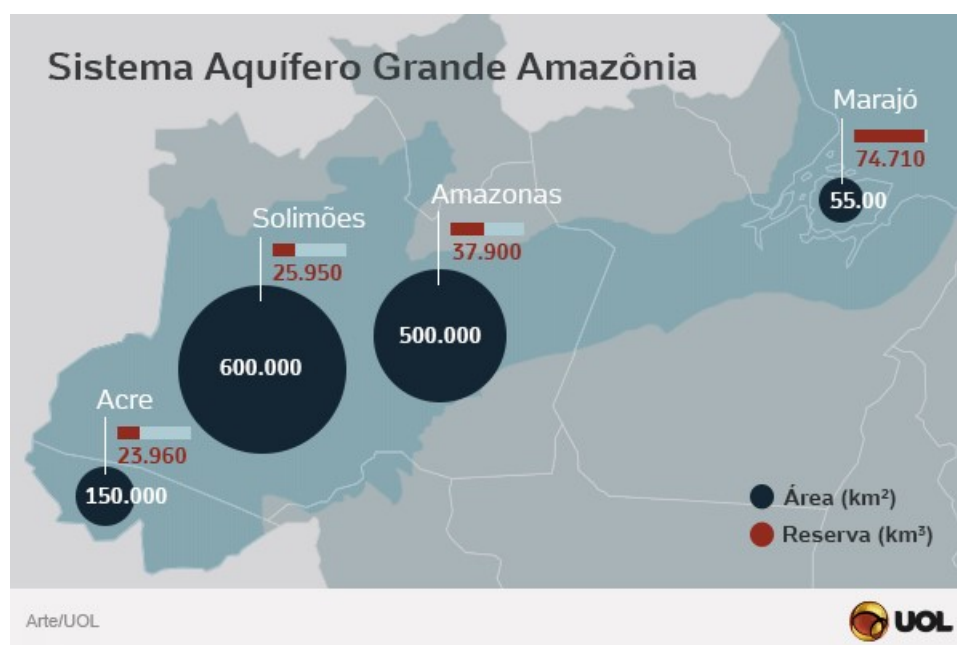 Sistema Aquífero Grande Amazônia
Marajó
74.710
55.00
Amazonas
37.900
500.000
Solimões
25.950
600.000
Acre
23.960
150.000
Área (km²)
Reserva (km³)
Arte/UOL
UOL